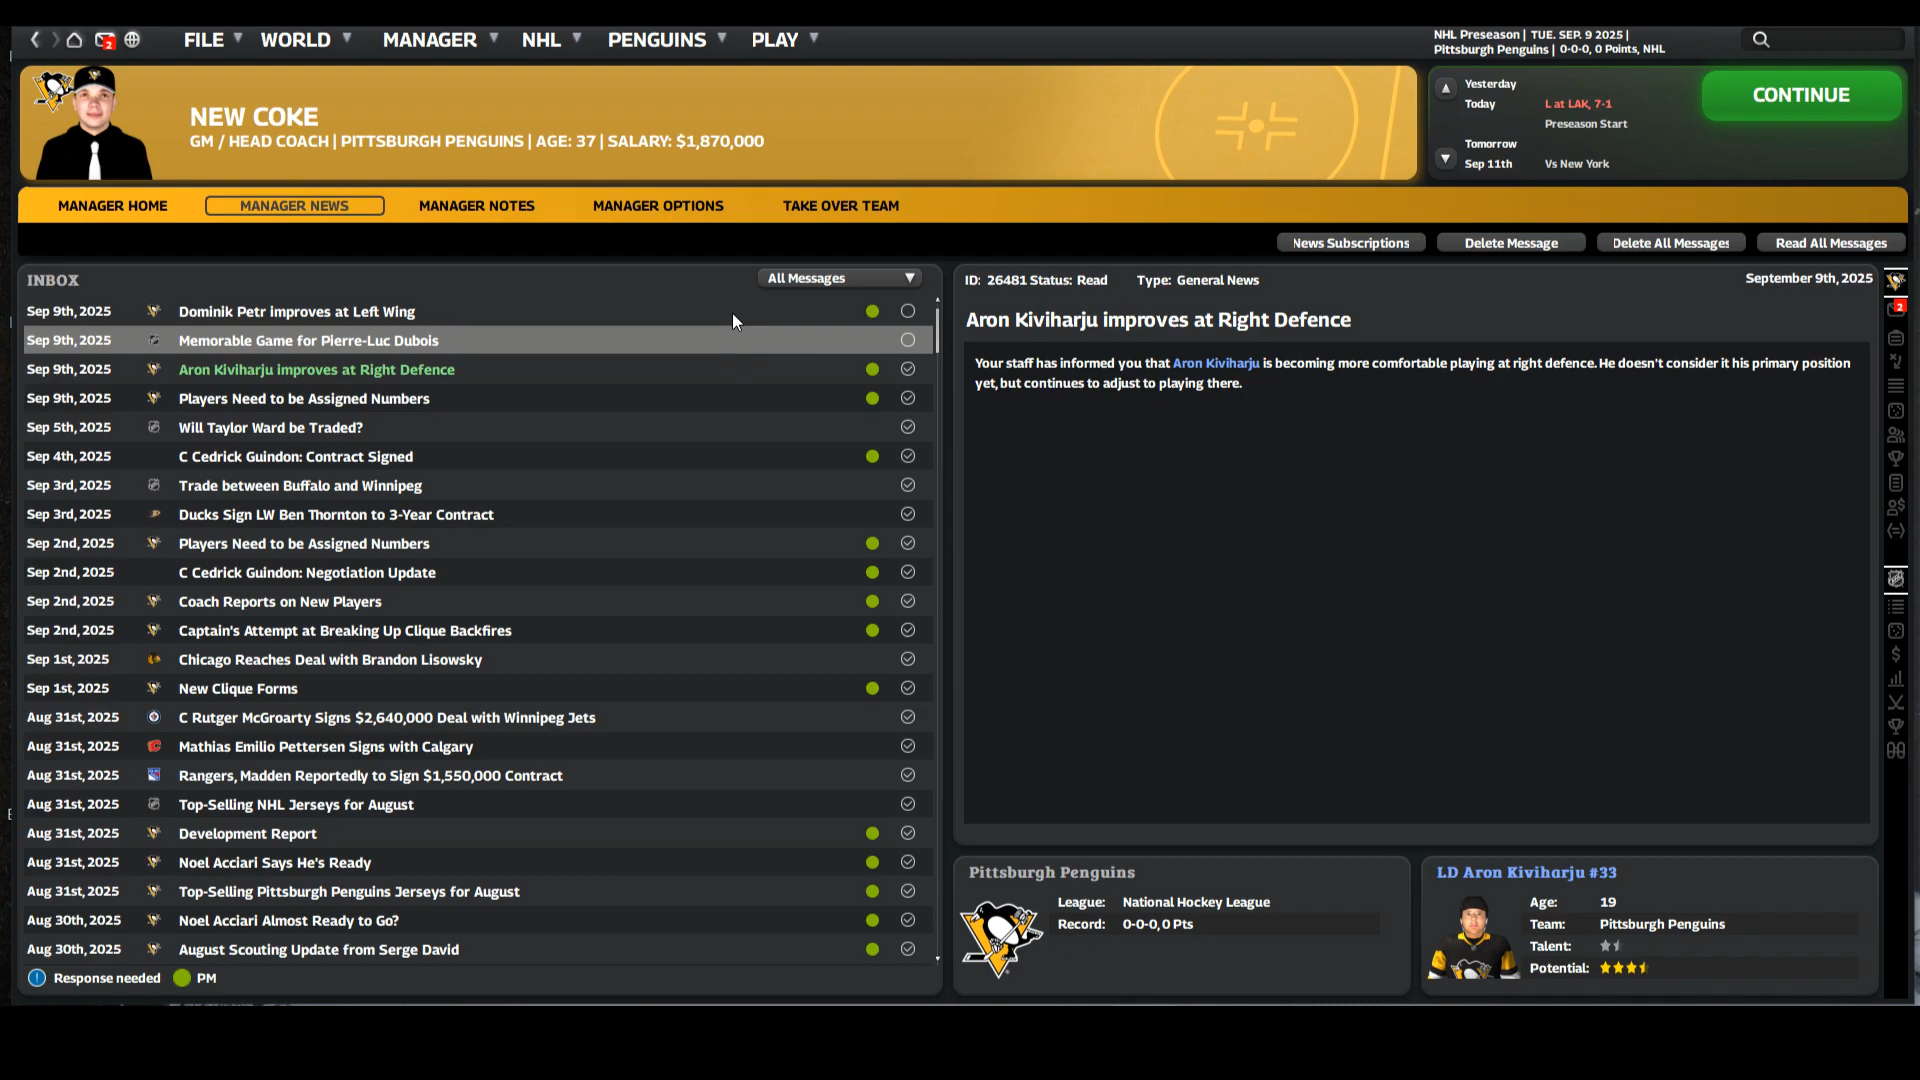 FILE WORLD MANAGER NHL PENGUINS PLAY
NHL Preseason | TUE. SEP. 9 2025 |
Pittsburgh Penguins | 0-0-0, 0 Points, NHL
2
NEW COKE
GM / HEAD COACH | PITTSBURGH PENGUINS | AGE: 37 | SALARY: $1,870,000
Yesterday
Today L at LAK, 7-1
Preseason Start
Tomorrow
Sep 11th Vs New York
CONTINUE
MANAGER HOME MANAGER NEWS MANAGER NOTES MANAGER OPTIONS TAKE OVER TEAM
News Subscriptions Delete Message Delete All Messages Read All Messages
INBOX All Messages
Sep 9th, 2025 Dominik Petr improves at Left Wing
Sep 9th, 2025 Memorable Game for Pierre-Luc Dubois
Sep 9th, 2025 Aron Kiviharju improves at Right Defence
Sep 9th, 2025 Players Need to be Assigned Numbers
Sep 5th, 2025 Will Taylor Ward be Traded?
Sep 4th, 2025 C Cedrick Guindon: Contract Signed
Sep 3rd, 2025 Trade between Buffalo and Winnipeg
Sep 3rd, 2025 Ducks Sign LW Ben Thornton to 3-Year Contract
Sep 2nd, 2025 Players Need to be Assigned Numbers
Sep 2nd, 2025 C Cedrick Guindon: Negotiation Update
Sep 2nd, 2025 Coach Reports on New Players
Sep 2nd, 2025 Captain's Attempt at Breaking Up Clique Backfires
Sep 1st, 2025 Chicago Reaches Deal with Brandon Lisowsky
Sep 1st, 2025 New Clique Forms
Aug 31st, 2025 C Rutger McGroarty Signs $2,640,000 Deal with Winnipeg Jets
Aug 31st, 2025 Mathias Emilio Pettersen Signs with Calgary
Aug 31st, 2025 Rangers, Madden Reportedly to Sign $1,550,000 Contract
Aug 31st, 2025 Top-Selling NHL Jerseys for August
Aug 31st, 2025 Development Report
Aug 31st, 2025 Noel Acciari Says He's Ready
Aug 31st, 2025 Top-Selling Pittsburgh Penguins Jerseys for August
Aug 30th, 2025 Noel Acciari Almost Ready to Go?
Aug 30th, 2025 August Scouting Update from Serge David
Response needed PM
ID: 26481 Status: Read Type: General News September 9th, 2025
Aron Kiviharju improves at Right Defence
Your staff has informed you that Aron Kiviharju is becoming more comfortable playing at right defence. He doesn't consider it his primary position
yet, but continues to adjust to playing there.
Pittsburgh Penguins
League: National Hockey League
Record: 0-0-0, 0 Pts
LD Aron Kiviharju #33
Age: 19
Team: Pittsburgh Penguins
Talent:
Potential:
2